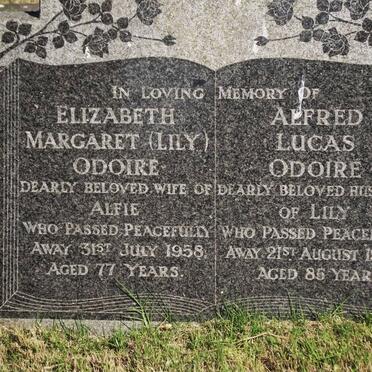 IN LOVING MEMORY OF
ELIZABETH
MARGARET (LILY)
ODOIRE
DEARLY BELOVED WIFE OF
ALFIE
WHO PASSED PEACEFULLY
AWAY 31ST JULY 1958.
AGED 77 YEARS.
ALFRED
LUCAS
ODOIRE
DEARLY BELOVED
OF LILY
WHO PASSED
AWAY 21ST AUGUST
AGED 85